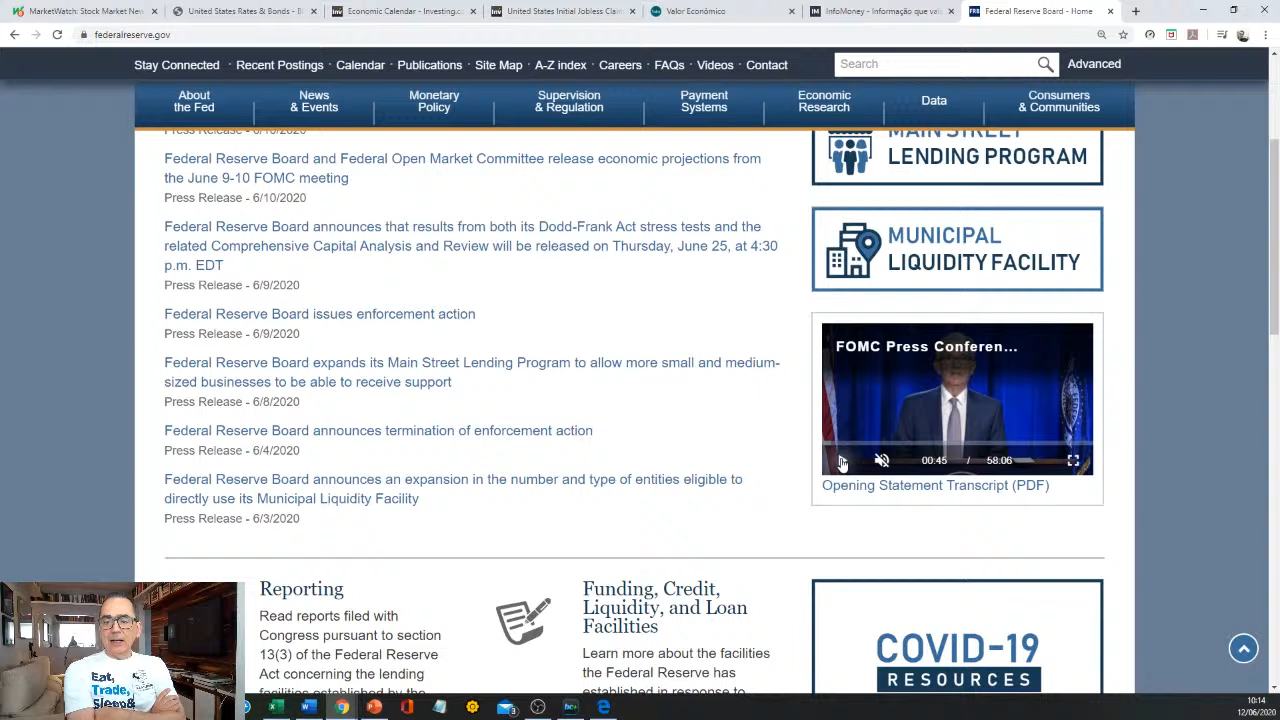 MarketWatch: Stock Market New
United States Rates & Bonds - B
Economic Calendar - Investing.c
United States Initial Jobless Clai
Valor Econômico
InfoMoney - Informação que val
Federal Reserve Board - Home
federalreserve.gov
Stay Connected
Recent Postings
Calendar
Publications
Site Map
A-Z index
Careers
FAQs
Videos
Contact
Search
Advanced
About
the Fed
News
& Events
Monetary
Policy
Supervision
& Regulation
Payment
Systems
Economic
Research
Data
Consumers
& Communities
Federal Reserve Board and Federal Open Market Committee release economic projections from
the June 9-10 FOMC meeting
Press Release - 6/10/2020
Federal Reserve Board announces that results from both its Dodd-Frank Act stress tests and the
related Comprehensive Capital Analysis and Review will be released on Thursday, June 25, at 4:30
p.m. EDT
Press Release - 6/9/2020
Federal Reserve Board issues enforcement action
Press Release - 6/9/2020
Federal Reserve Board expands its Main Street Lending Program to allow more small and medium-
sized businesses to be able to receive support
Press Release - 6/8/2020
Federal Reserve Board announces termination of enforcement action
Press Release - 6/4/2020
Federal Reserve Board announces an expansion in the number and type of entities eligible to
directly use its Municipal Liquidity Facility
Press Release - 6/3/2020
MAIN STREET
LENDING PROGRAM
MUNICIPAL
LIQUIDITY FACILITY
FOMC Press Conferen...
00:45 / 58:06
Opening Statement Transcript (PDF)
Reporting
Read reports filed with
Congress pursuant to section
13(3) of the Federal Reserve
Act concerning the lending
facilities established by the
Funding, Credit,
Liquidity, and Loan
Facilities
Learn more about the facilities
the Federal Reserve has
established in response to
COVID-19
RESOURCES
Eat,
Trade,
Sleep&
10:14
12/06/2020